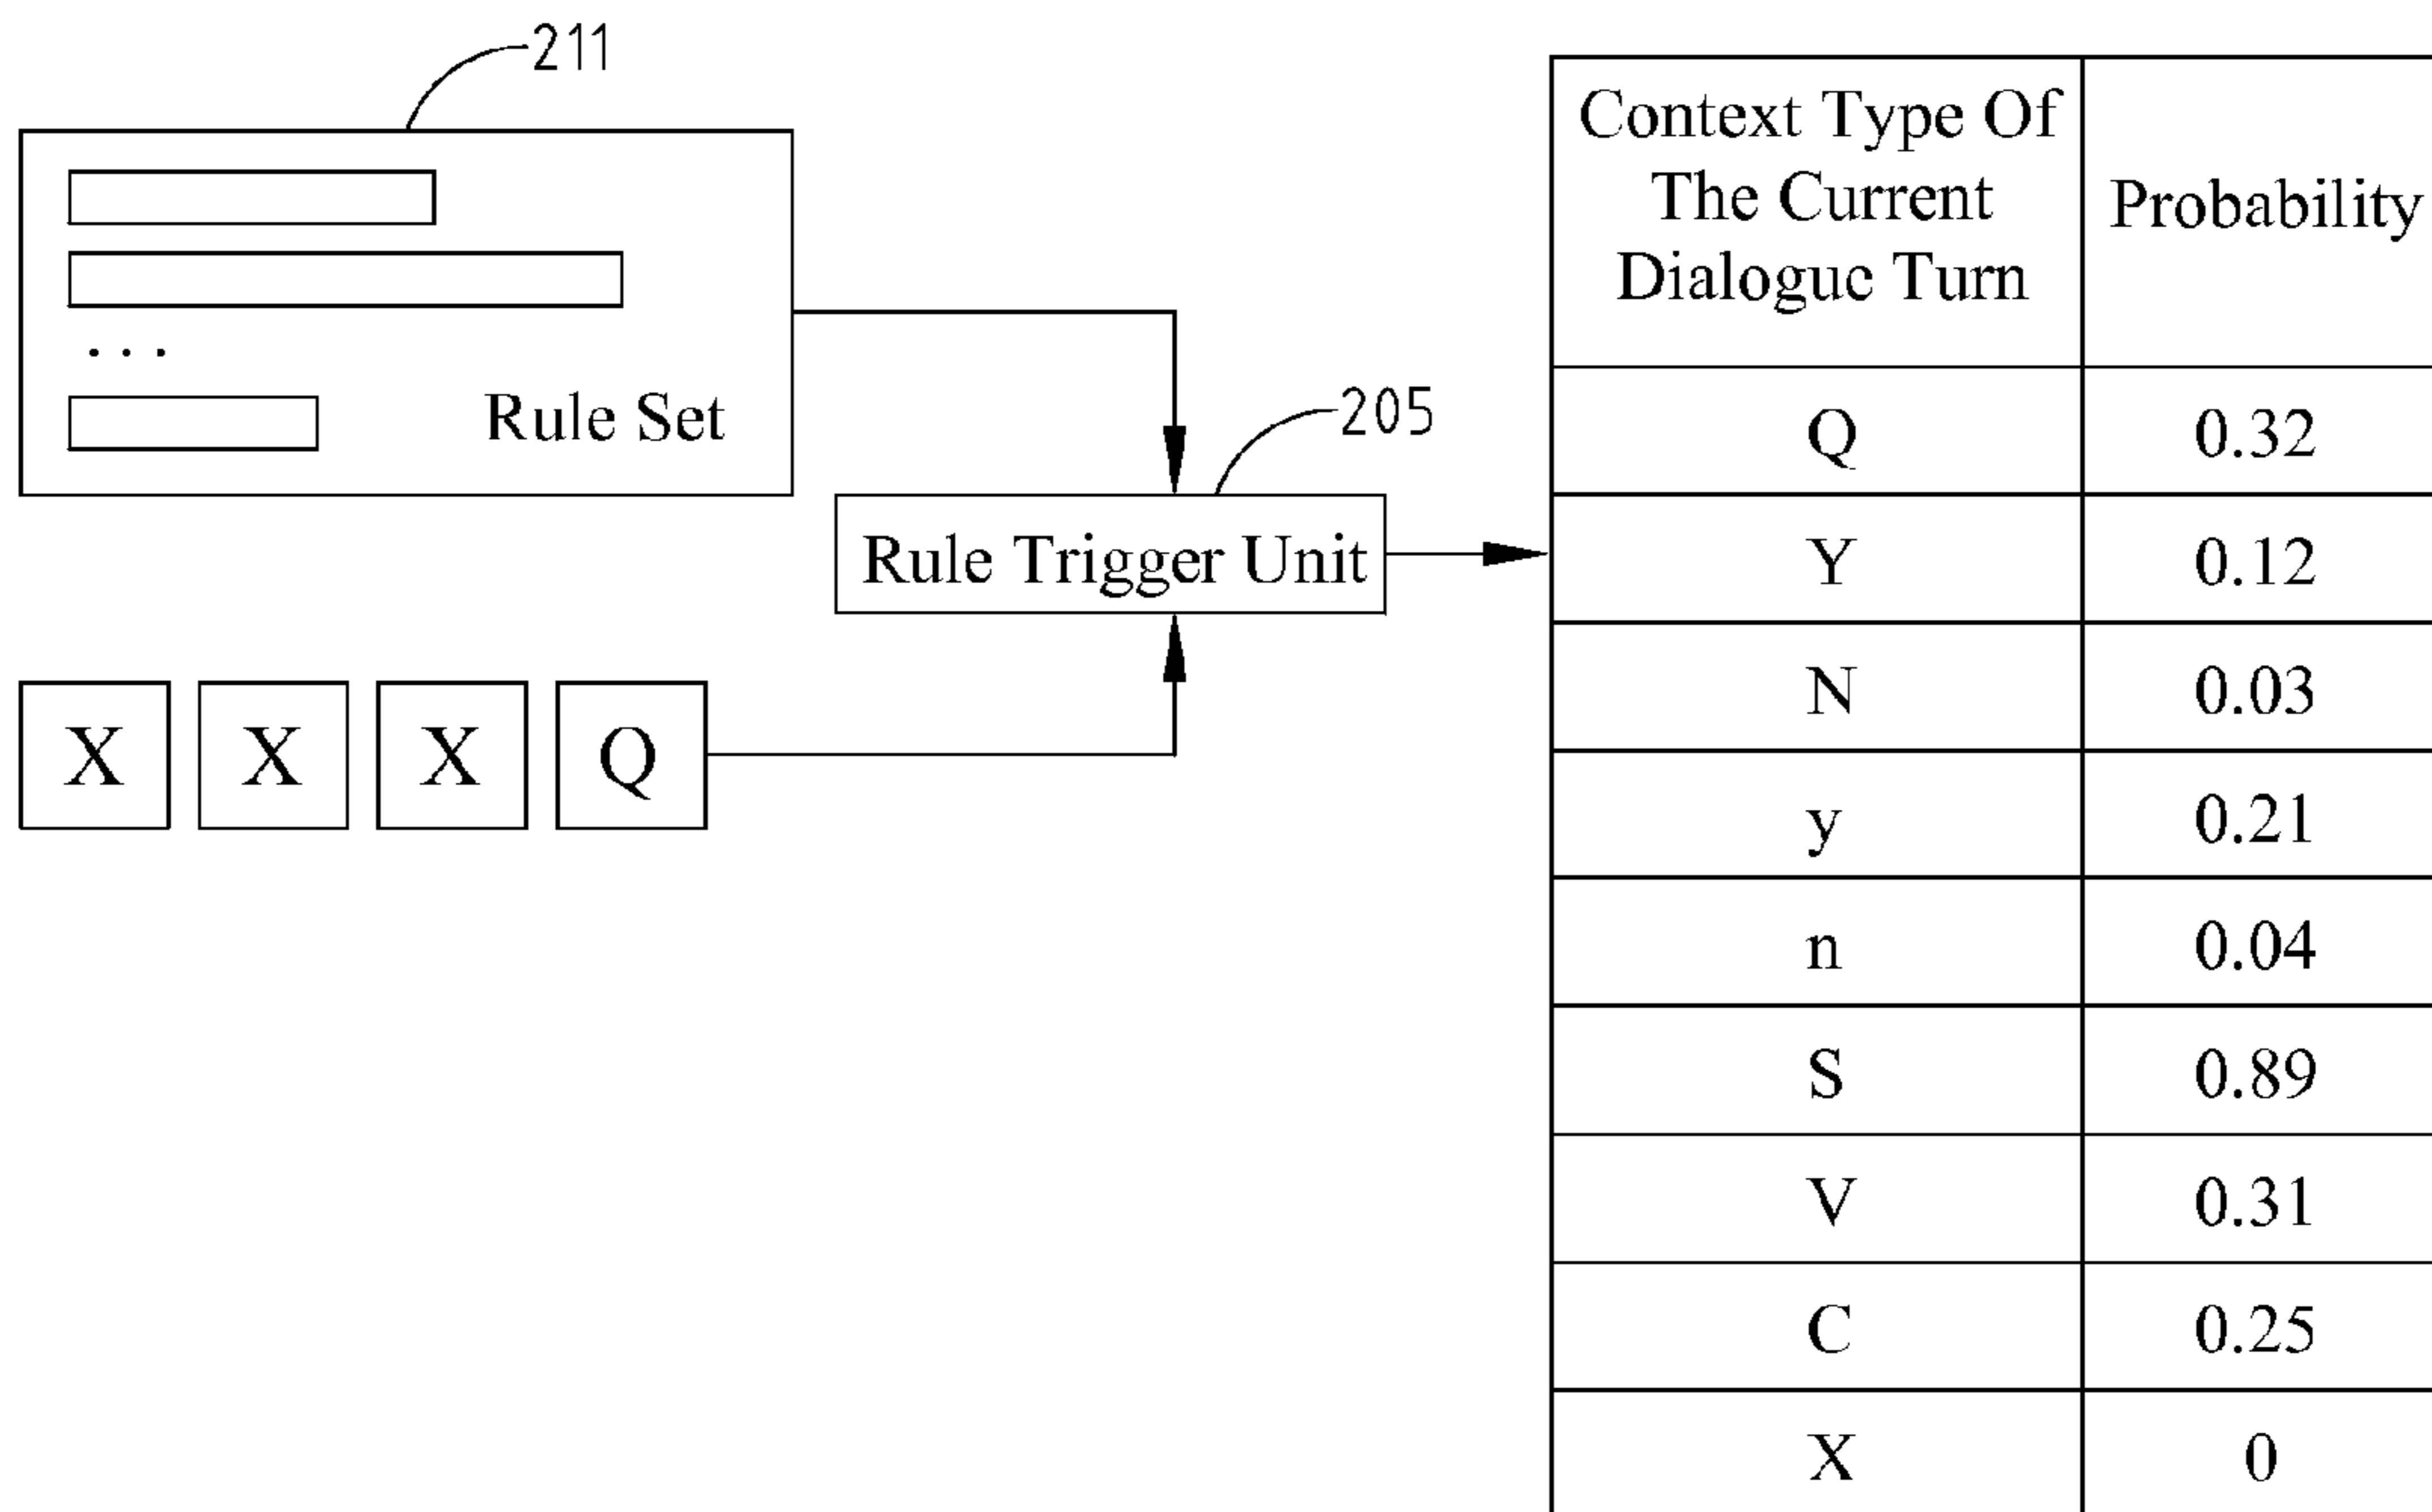 211
. . .
Rule Set
205
Rule Trigger Unit
X X X Q
Context Type Of
The Current
Dialogue Turn
Probability
Q 0.32
Y 0.12
N 0.03
y 0.21
n 0.04
S 0.89
V 0.31
C 0.25
X 0